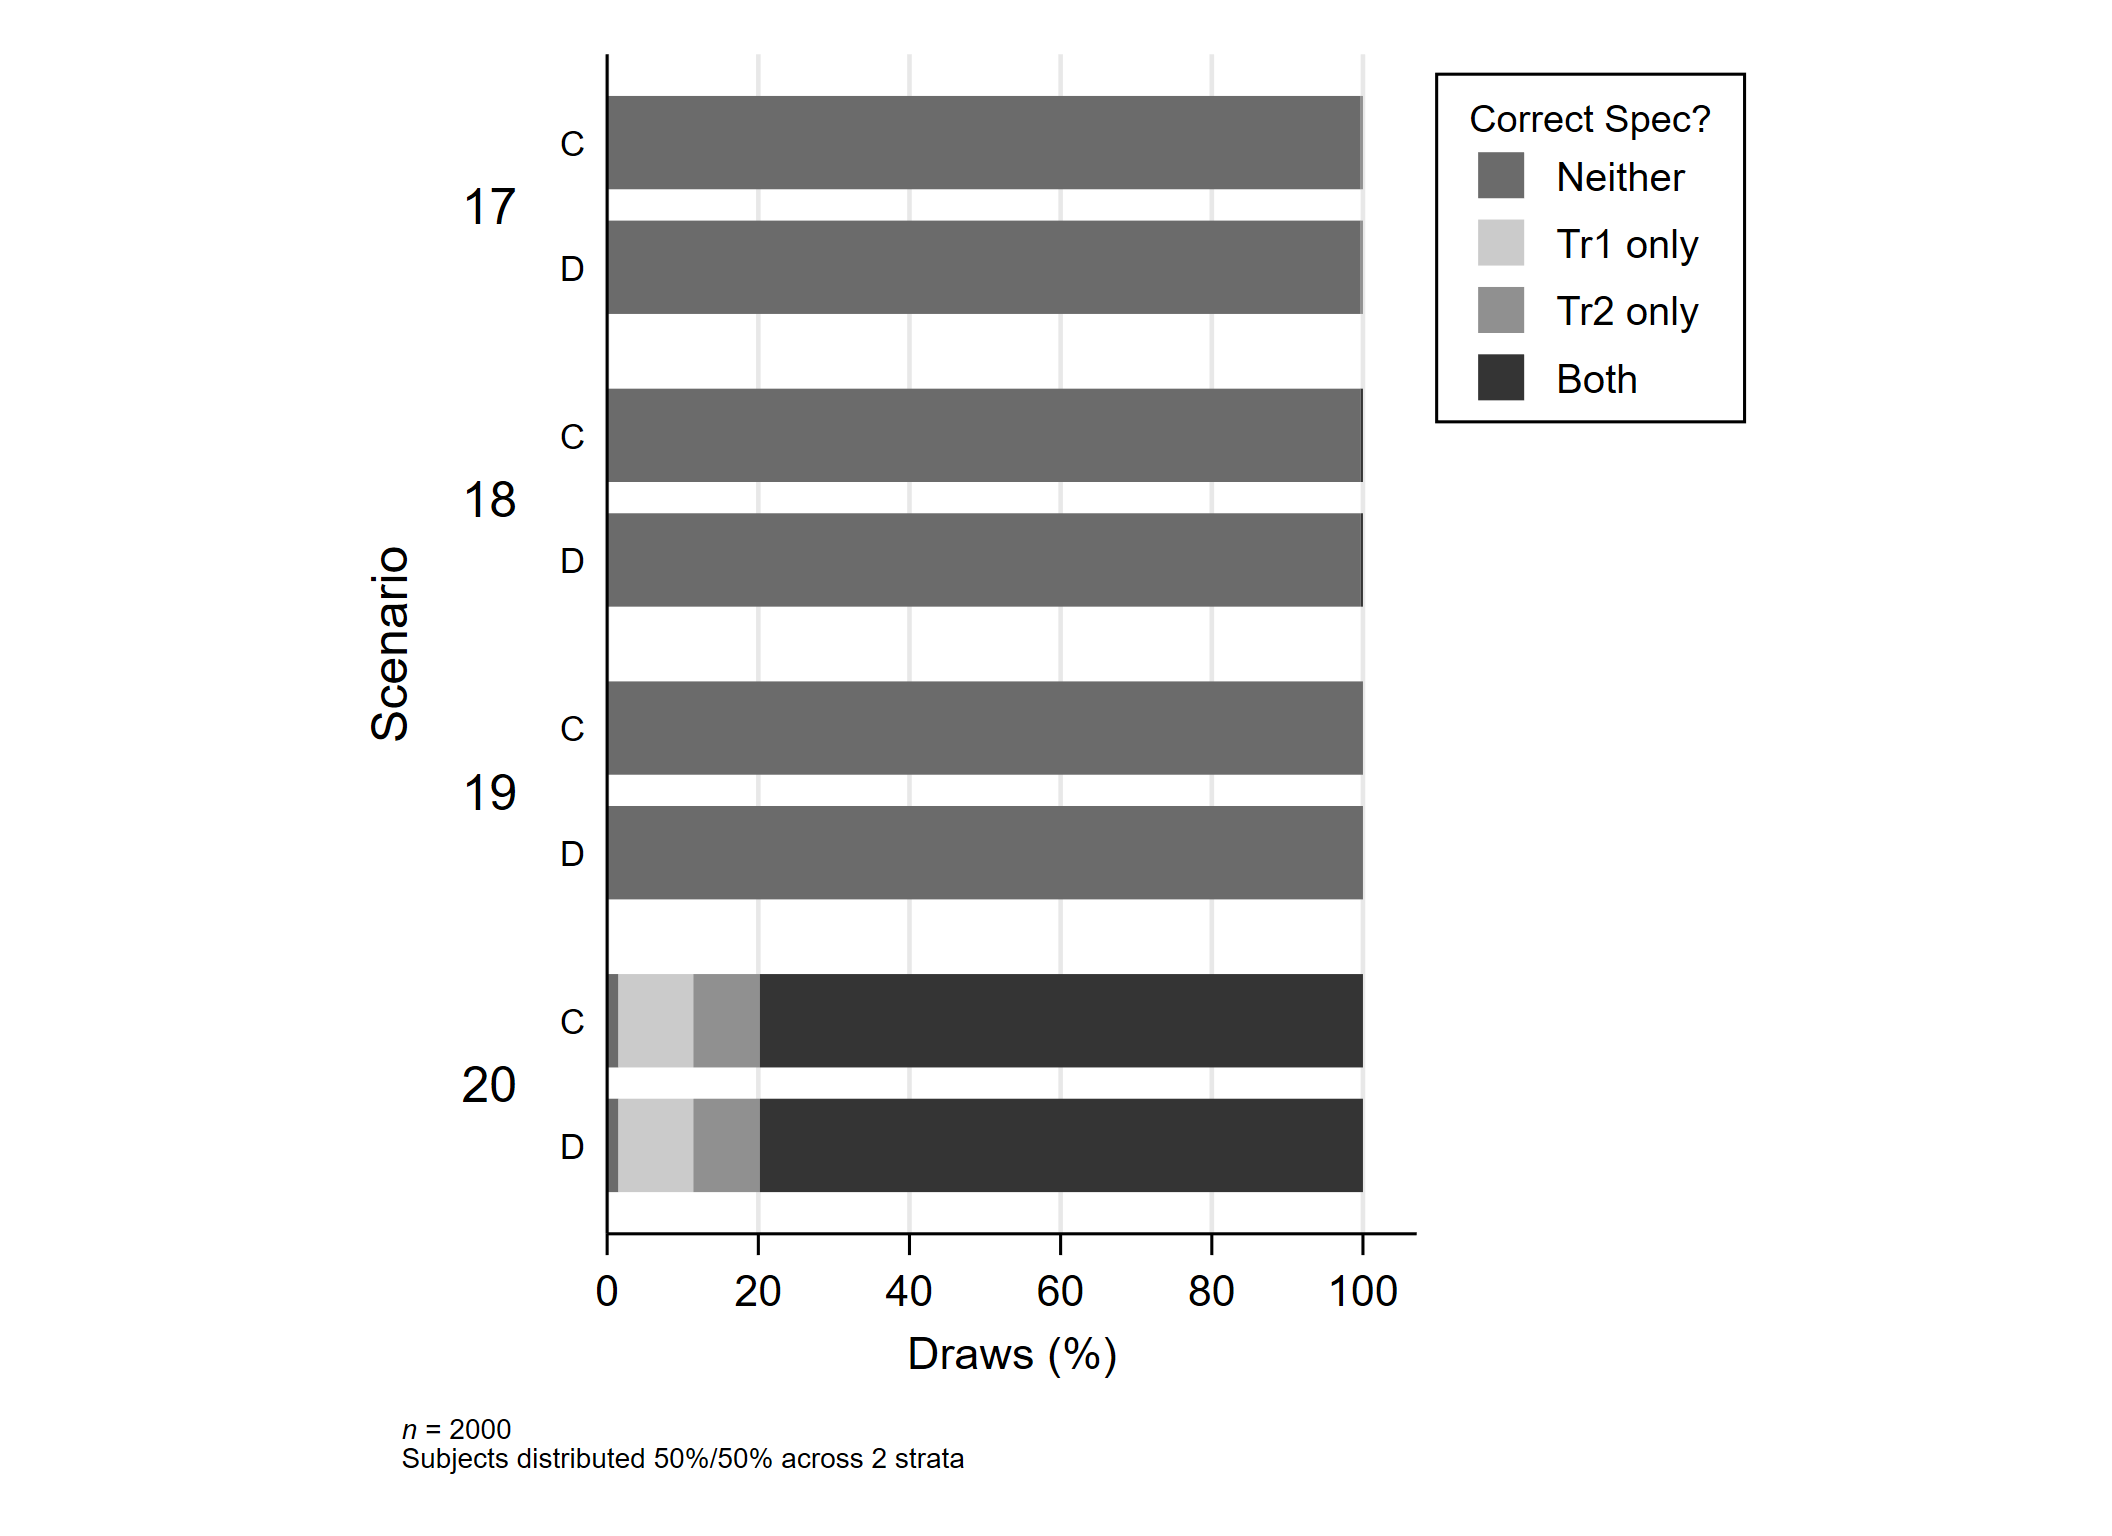 Correct Spec?
Neither
Tr1 only
Tr2 only
Both
Scenario
17
C
D
18
C
D
19
C
D
20
C
D
0 20 40 60 80 100
Draws (%)
n = 2000
Subjects distributed 50%/50% across 2 strata